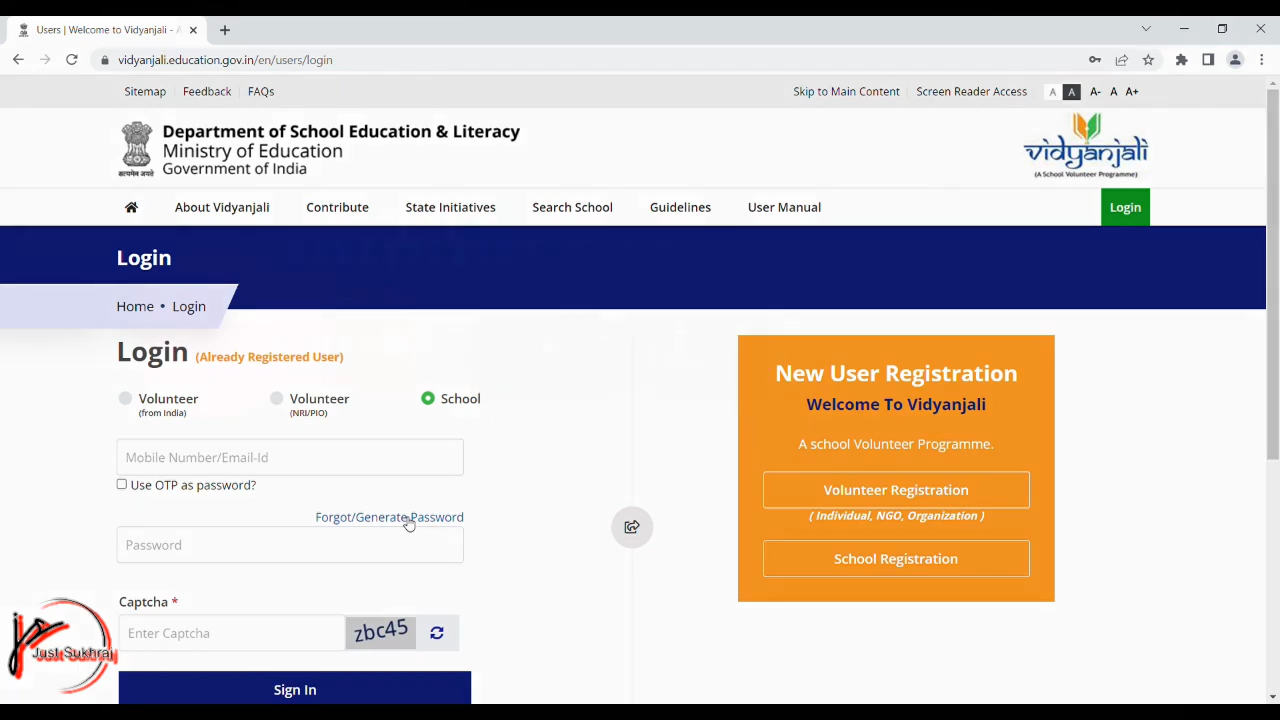 Users | Welcome to Vidyanjali - A
vidyanjali.education.gov.in/en/users/login
Sitemap Feedback FAQs Skip to Main Content Screen Reader Access A A A- A A+
Department of School Education & Literacy
Ministry of Education
Government of India
सत्यमेव जयते
विद्यांजलि
(A School Volunteer Programme)
About Vidyanjali Contribute State Initiatives Search School Guidelines User Manual Login
Login
Home • Login
Login (Already Registered User)
Volunteer
(from India)
Volunteer
(NRI/PIO)
School
Mobile Number/Email-Id
Use OTP as password?
Forgot/Generate Password
Password
Captcha *
Enter Captcha zbc45
Sign In
New User Registration
Welcome To Vidyanjali
A school Volunteer Programme.
Volunteer Registration
( Individual, NGO, Organization )
School Registration
Just Sukhraj